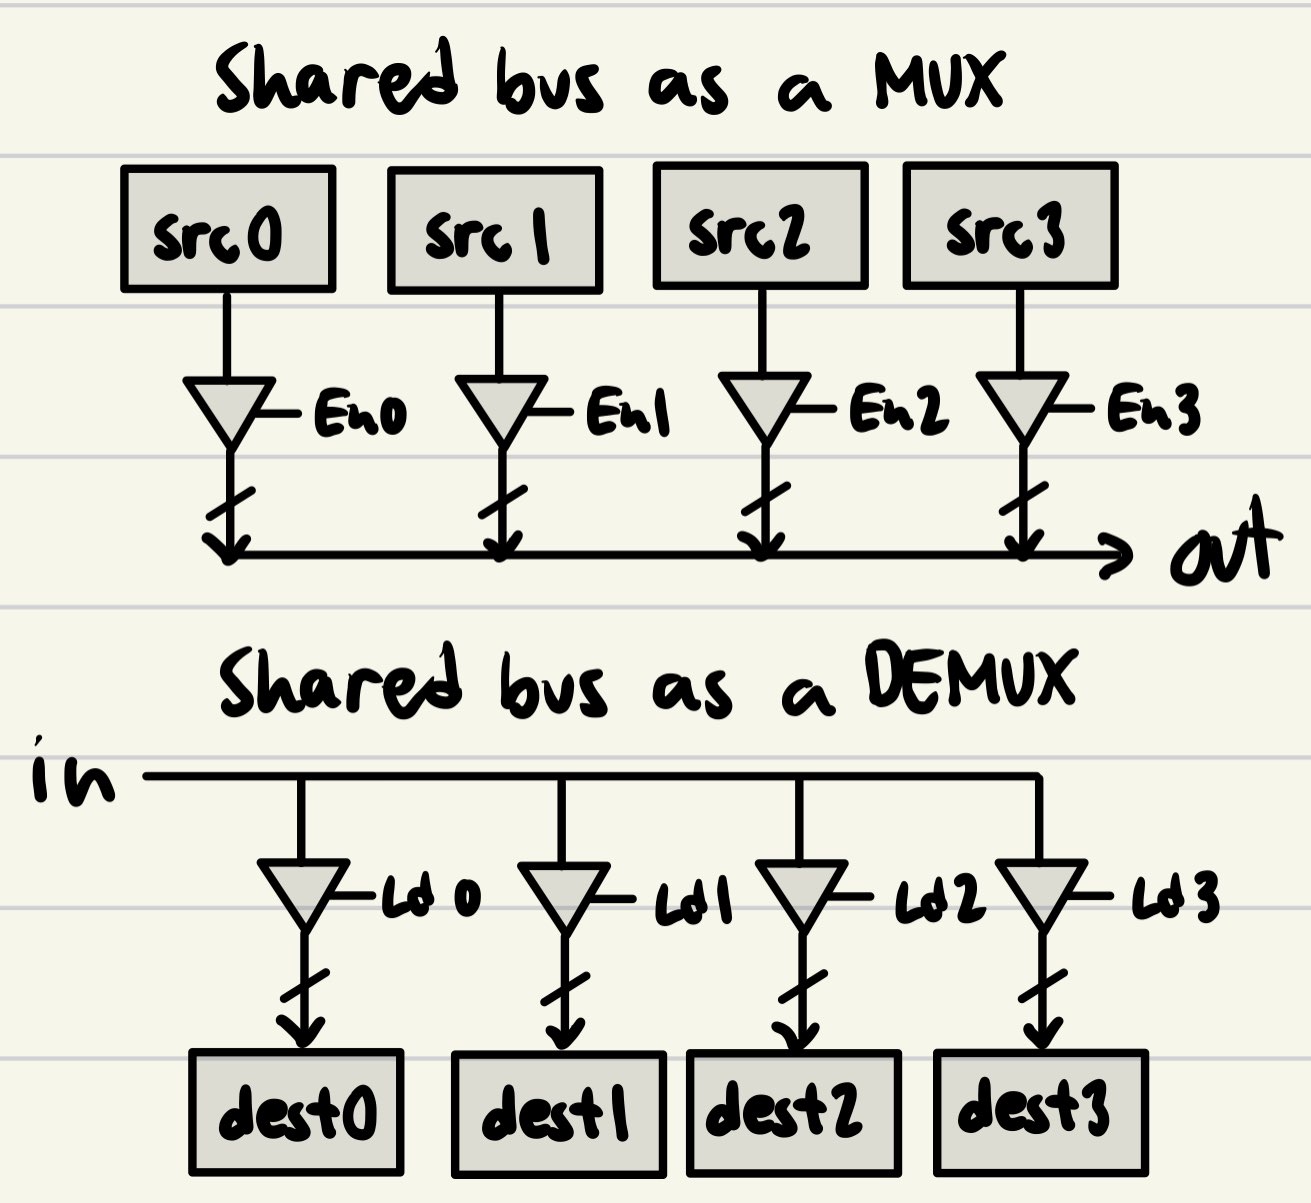 Shared bus as a MUX
src0 src1 src2 src3
En0 En1 En2 En3
out
Shared bus as a DEMUX
in
Ld0 Ld1 Ld2 Ld3
dest0 dest1 dest2 dest3